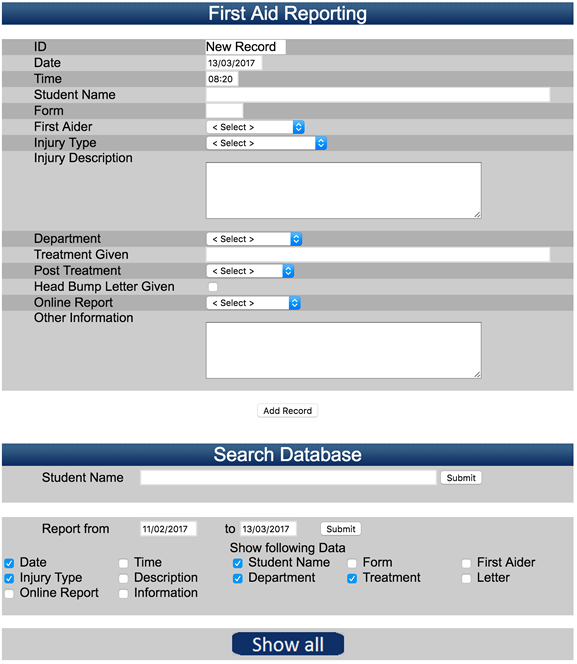 First Aid Reporting
ID New Record
Date 13/03/2017
Time 08:20
Student Name
Form
First Aider < Select >
Injury Type < Select >
Injury Description
Department < Select >
Treatment Given
Post Treatment < Select >
Head Bump Letter Given
Online Report < Select >
Other Information
Add Record
Search Database
Student Name Submit
Report from 11/02/2017 to 13/03/2017 Submit
Show following Data
Date Time Student Name Form First Aider
Injury Type Description Department Treatment Letter
Online Report Information
Show all